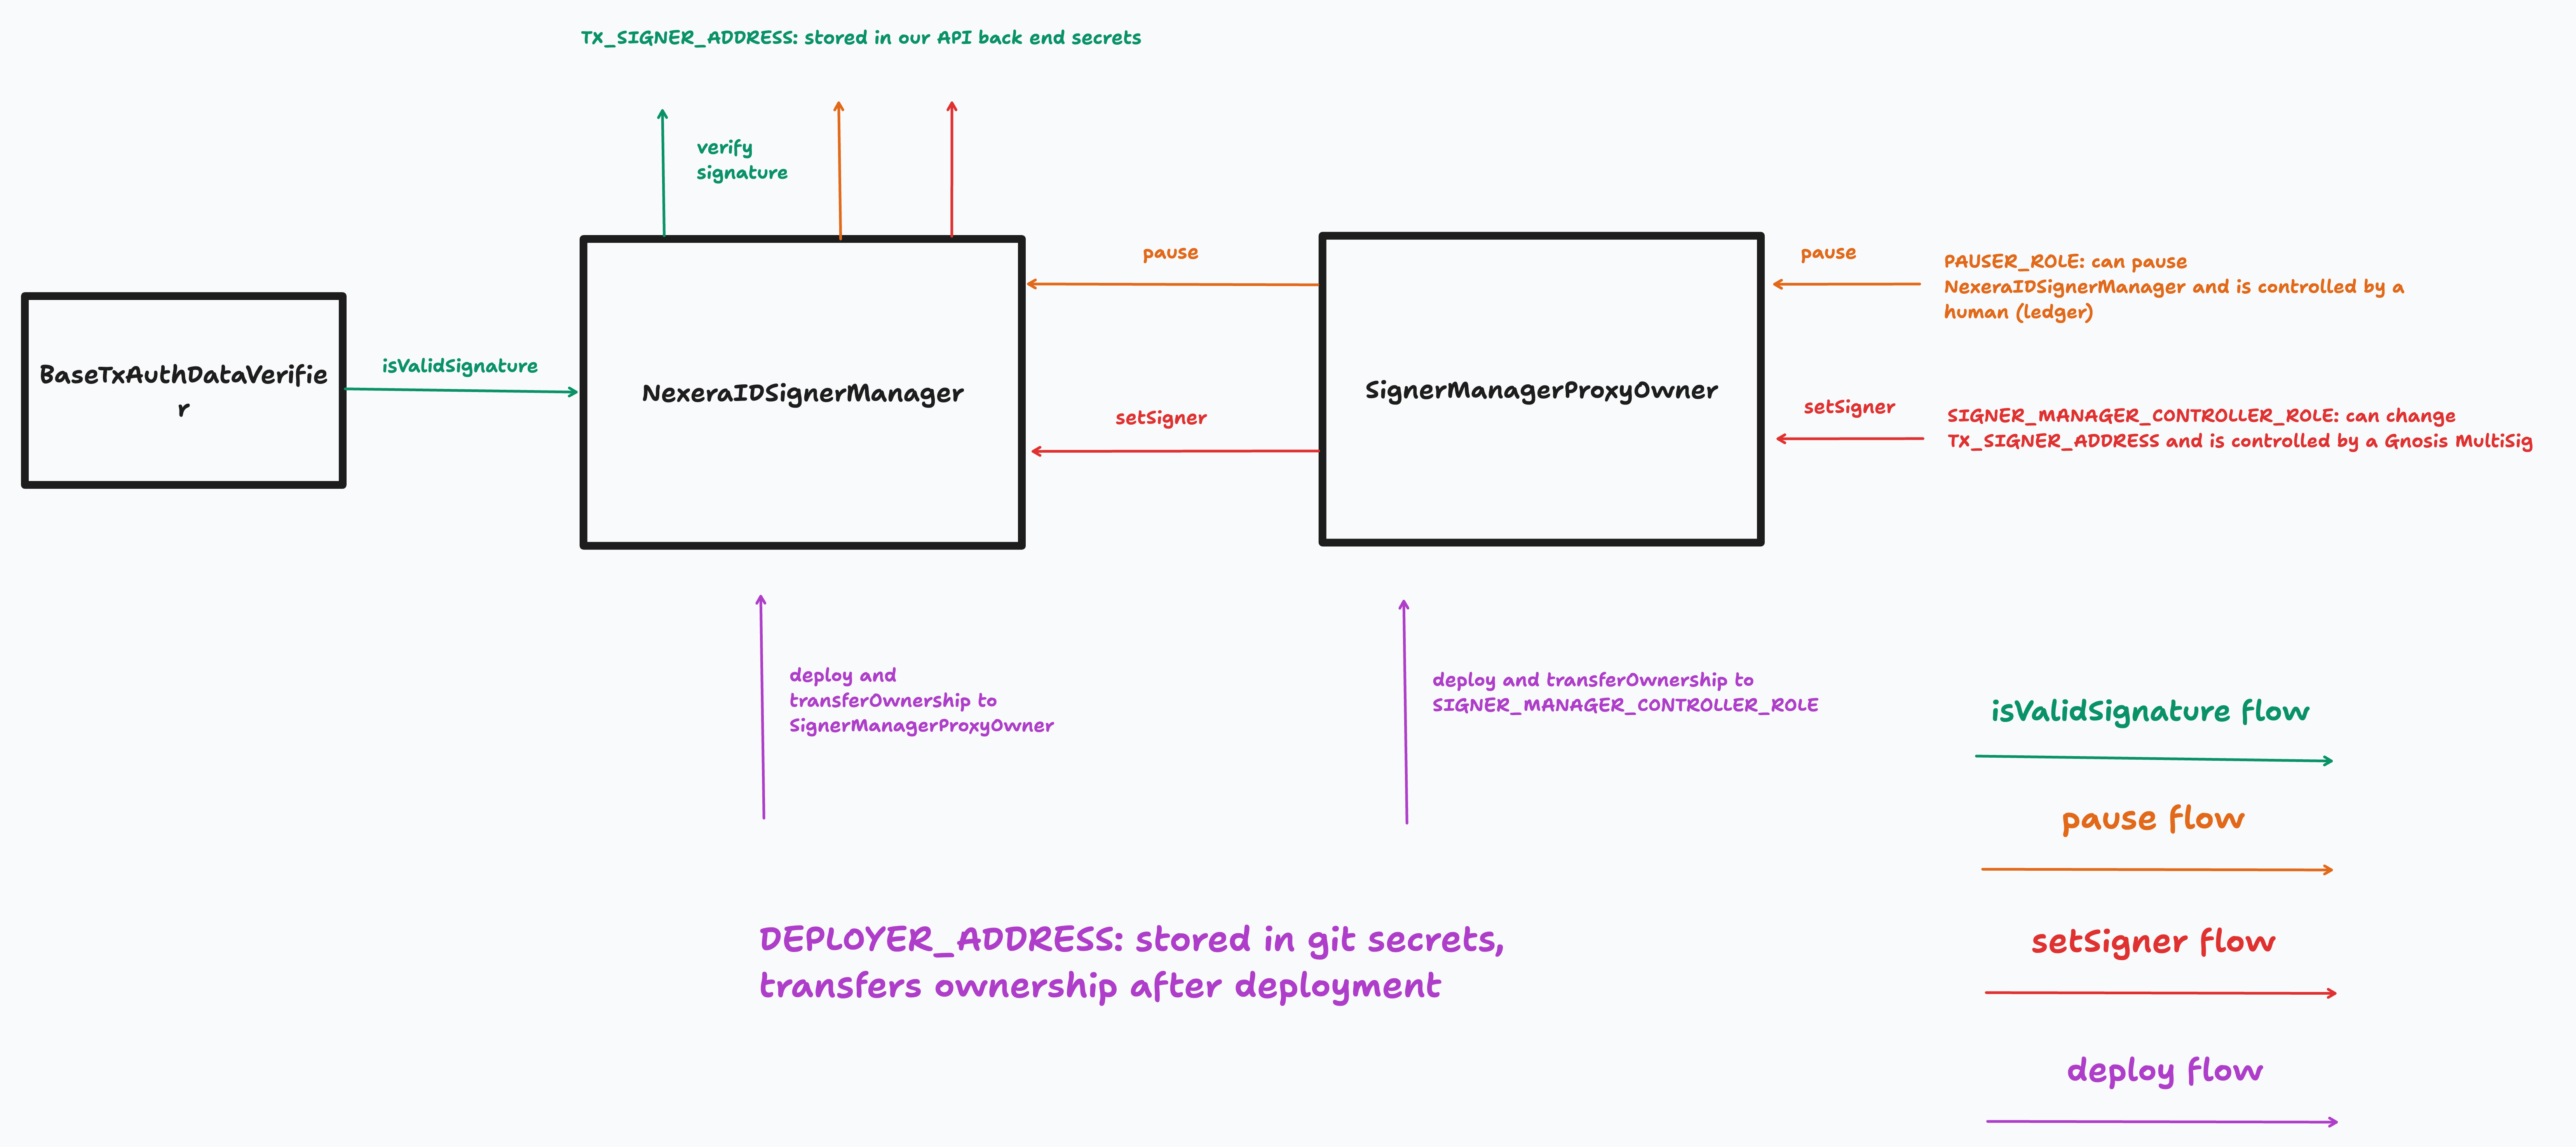 TX_SIGNER_ADDRESS: stored in our API back end secrets
verify
signature
pause
pause
PAUSER_ROLE: can pause
NexeraIDSignerManager and is controlled by a
human (ledger)
BaseTxAuthDataVerifie
r
isValidSignature
NexeraIDSignerManager
setSigner
SignerManagerProxyOwner
setSigner
SIGNER_MANAGER_CONTROLLER_ROLE: can change
TX_SIGNER_ADDRESS and is controlled by a Gnosis MultiSig
deploy and
transferOwnership to
SignerManagerProxyOwner
deploy and transferOwnership to
SIGNER_MANAGER_CONTROLLER_ROLE
isValidSignature flow
pause flow
setSigner flow
deploy flow
DEPLOYER_ADDRESS: stored in git secrets,
transfers ownership after deployment